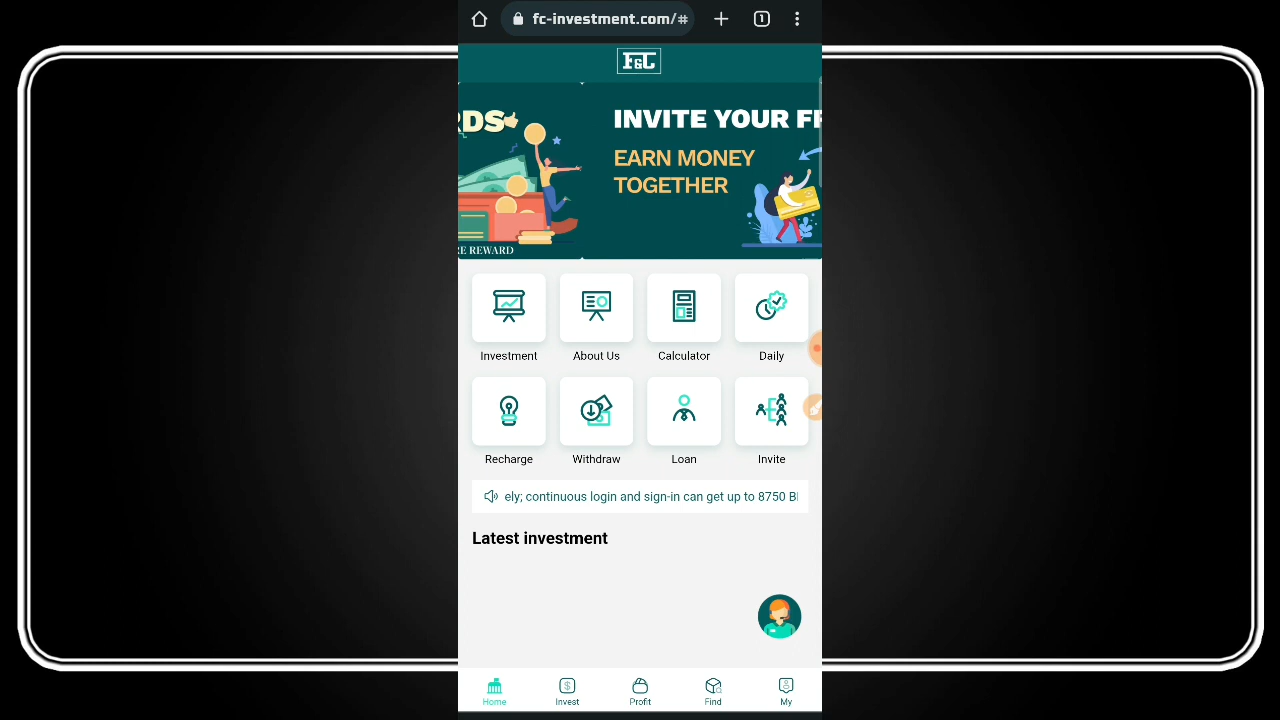 fc-investment.com/#
1
F&C
RDS
INVITE YOUR FR
EARN MONEY
TOGETHER
RE REWARD
Investment
About Us
Calculator
Daily
Recharge
Withdraw
Loan
Invite
ely; continuous login and sign-in can get up to 8750 B
Latest investment
Home
Invest
Profit
Find
My